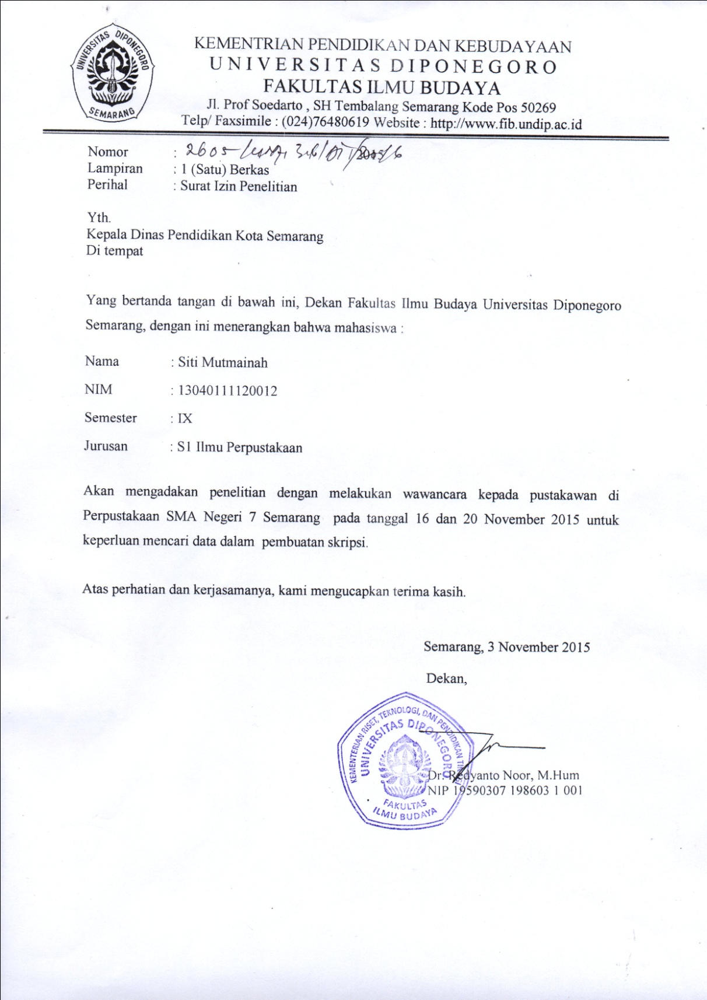 UNIVERSITAS DIPONEGORO
SEMARANG
KEMENTRIAN PENDIDIKAN DAN KEBUDAYAAN
UNIVERSITAS DIPONEGORO
FAKULTAS ILMU BUDAYA
Jl. Prof Soedarto , SH Tembalang Semarang Kode Pos 50269
Telp/ Faxsimile : (024)76480619 Website : http://www.fib.undip.ac.id
Nomor : 2605
Lampiran : 1 (Satu) Berkas
Perihal : Surat Izin Penelitian
Yth.
Kepala Dinas Pendidikan Kota Semarang
Di tempat
Yang bertanda tangan di bawah ini, Dekan Fakultas Ilmu Budaya Universitas Diponegoro
Semarang, dengan ini menerangkan bahwa mahasiswa :
Nama : Siti Mutmainah
NIM : 13040111120012
Semester : IX
Jurusan : S1 Ilmu Perpustakaan
Akan mengadakan penelitian dengan melakukan wawancara kepada pustakawan di
Perpustakaan SMA Negeri 7 Semarang pada tanggal 16 dan 20 November 2015 untuk
keperluan mencari data dalam pembuatan skripsi.
Atas perhatian dan kerjasamanya, kami mengucapkan terima kasih.
Semarang, 3 November 2015
Dekan,
KEMENTERIAN RISET, TEKNOLOGI, DAN PENDIDIKAN TINGGI
UNIVERSITAS DIPONEGORO
FAKULTAS
ILMU BUDAYA
Dr. Redyanto Noor, M.Hum
NIP 19590307 198603 1 001